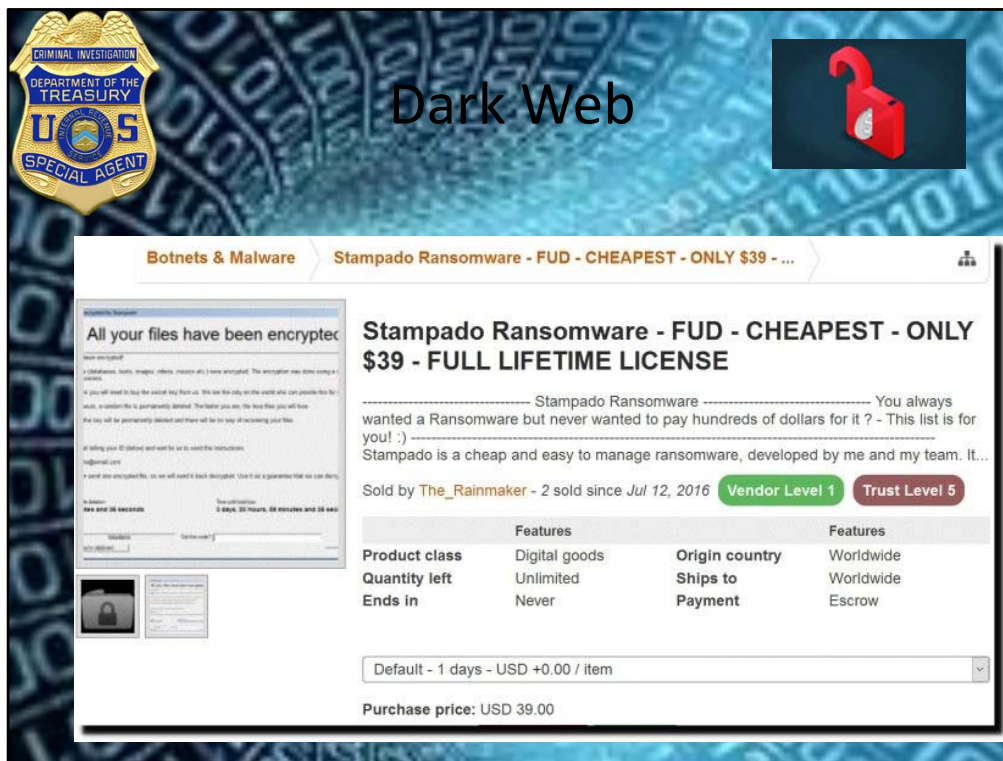 CRIMINAL INVESTIGATION
DEPARTMENT OF THE
TREASURY
INTERNAL REVENUE
SERVICE
U S
SPECIAL AGENT
Dark Web
Botnets & Malware
Stampado Ransomware - FUD - CHEAPEST - ONLY $39 - ...
All your files have been encrypted
Stampado Ransomware - FUD - CHEAPEST - ONLY
$39 - FULL LIFETIME LICENSE
------------------------------ Stampado Ransomware ------------------------------ You always
wanted a Ransomware but never wanted to pay hundreds of dollars for it ? - This list is for
you! :) ------------------------------------------------------------------------------------------
Stampado is a cheap and easy to manage ransomware, developed by me and my team. It...
Sold by The_Rainmaker - 2 sold since Jul 12, 2016 Vendor Level 1 Trust Level 5
Features Features
Product class Digital goods Origin country Worldwide
Quantity left Unlimited Ships to Worldwide
Ends in Never Payment Escrow
Default - 1 days - USD +0.00 / item
Purchase price: USD 39.00